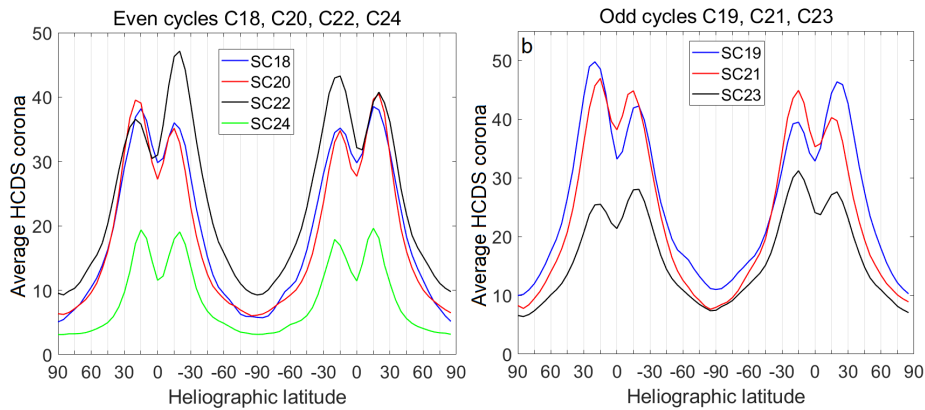 Even cycles C18, C20, C22, C24
50
40
30
20
10
0
Average HCDS corona
SC18
SC20
SC22
SC24
90 60 30 0 -30 -60 -90 -60 -30 0 30 60 90
Heliographic latitude
Odd cycles C19, C21, C23
b
50
40
30
20
10
0
Average HCDS corona
SC19
SC21
SC23
90 60 30 0 -30 -60 -90 -60 -30 0 30 60 90
Heliographic latitude